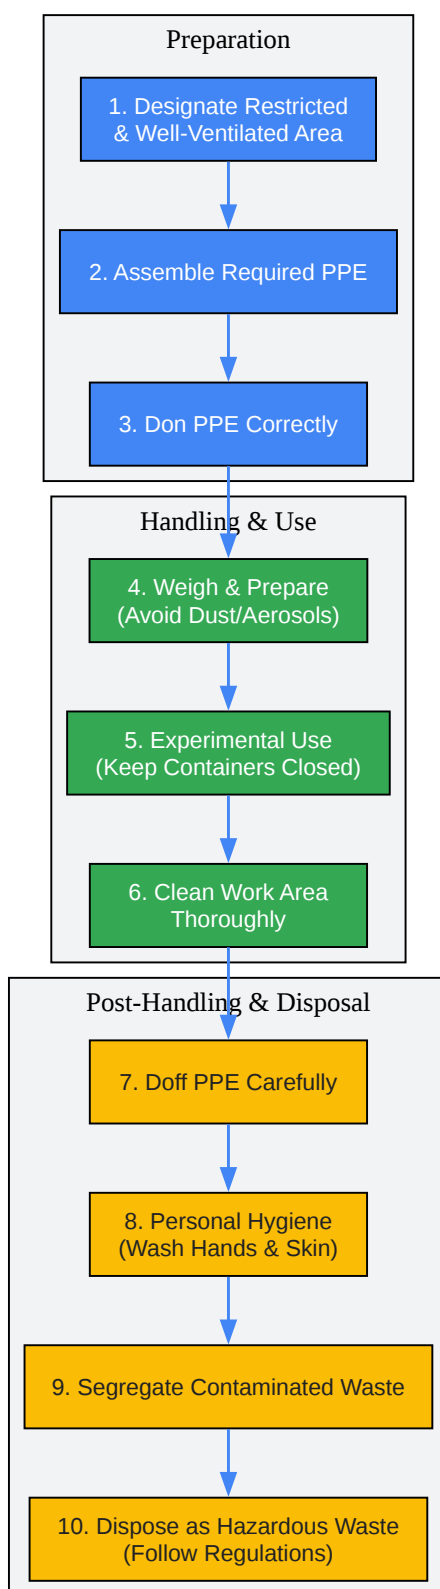 Preparation
1. Designate Restricted
& Well-Ventilated Area
2. Assemble Required PPE
3. Don PPE Correctly
Handling & Use
4. Weigh & Prepare
(Avoid Dust/Aerosols)
5. Experimental Use
(Keep Containers Closed)
6. Clean Work Area
Thoroughly
Post-Handling & Disposal
7. Doff PPE Carefully
8. Personal Hygiene
(Wash Hands & Skin)
9. Segregate Contaminated Waste
10. Dispose as Hazardous Waste
(Follow Regulations)